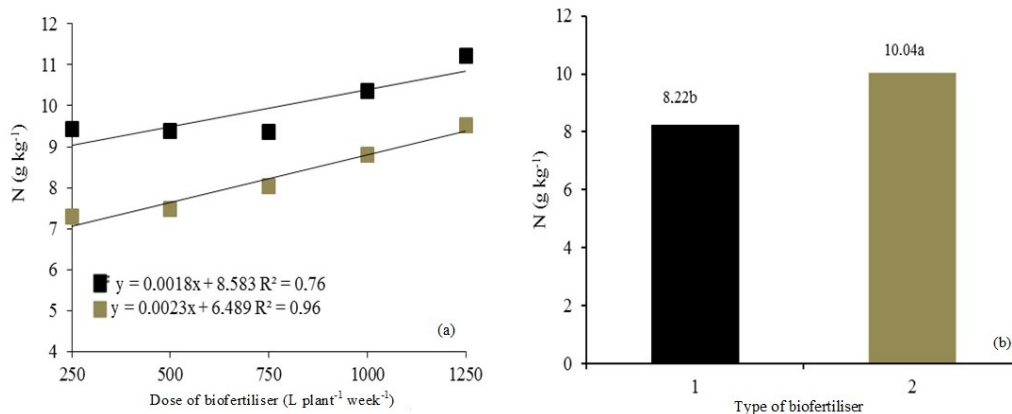 12
11
10
9
8
7
6
5
4
N (g kg⁻¹)
y = 0.0018x + 8.583 R² = 0.76
y = 0.0023x + 6.489 R² = 0.96
(a)
250 500 750 1000 1250
Dose of biofertiliser (L plant⁻¹ week⁻¹)
12
10
8
6
4
2
0
N (g kg⁻¹)
8.22b
10.04a
(b)
1 2
Type of biofertiliser